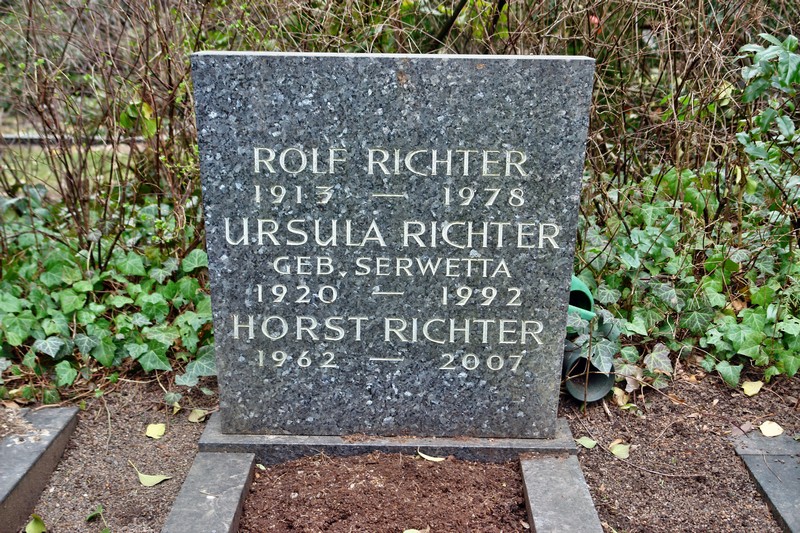 ROLF RICHTER
1913 — 1978
URSULA RICHTER
GEB. SERWETTA
1920 — 1992
HORST RICHTER
1962 — 2007